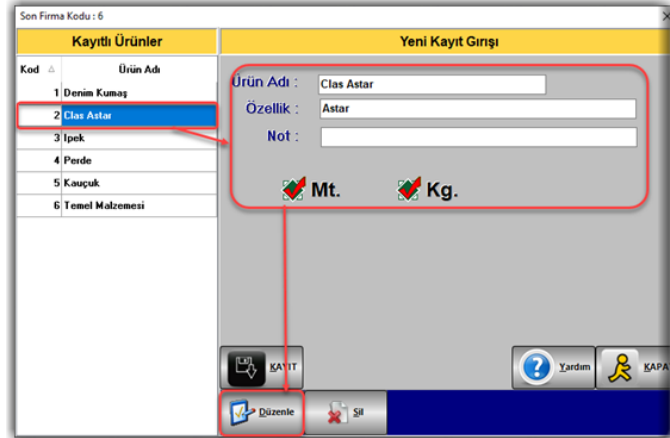 Son Firma Kodu : 6
Kayıtlı Ürünler
Yeni Kayıt Girişı
Kod Ürün Adı
1 Denim Kumaş
2 Clas Astar
3 Ipek
4 Perde
5 Kauçuk
6 Temel Malzemesi
Ürün Adı : Clas Astar
Özellik : Astar
Not :
Mt. Kg.
KAYIT
Yardım
KAPA
Düzenle
Sil